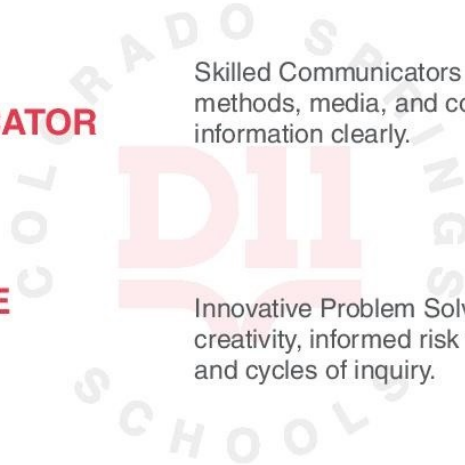 Skilled Communicators
CATOR
methods, media, and co
information clearly.
COLORADO SPRINGS
D11
E
Innovative Problem Solv
creativity, informed risk
and cycles of inquiry.
SCHOOLS